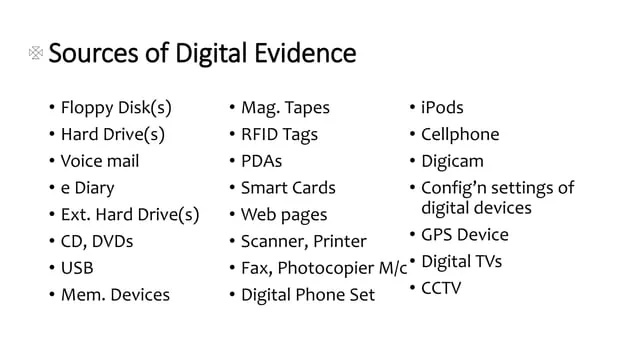 Sources of Digital Evidence
• Floppy Disk(s)
• Hard Drive(s)
• Voice mail
• e Diary
• Ext. Hard Drive(s)
• CD, DVDs
• USB
• Mem. Devices
• Mag. Tapes
• RFID Tags
• PDAs
• Smart Cards
• Web pages
• Scanner, Printer
• Fax, Photocopier M/c
• Digital Phone Set
• iPods
• Cellphone
• Digicam
• Config’n settings of
digital devices
• GPS Device
• Digital TVs
• CCTV